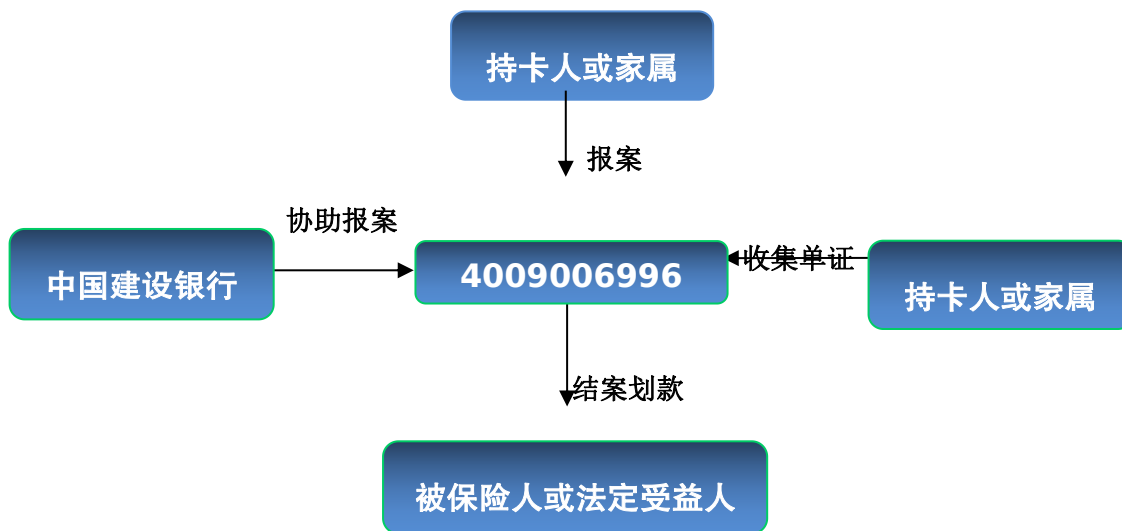 持卡人或家属
报案
协助报案
中国建设银行
4009006996
收集单证
持卡人或家属
结案划款
被保险人或法定受益人